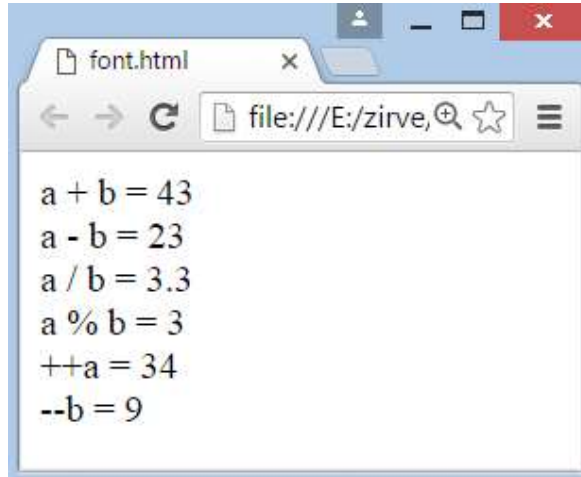 font.html
file:///E:/zirve,
a + b = 43
a - b = 23
a / b = 3.3
a % b = 3
++a = 34
--b = 9